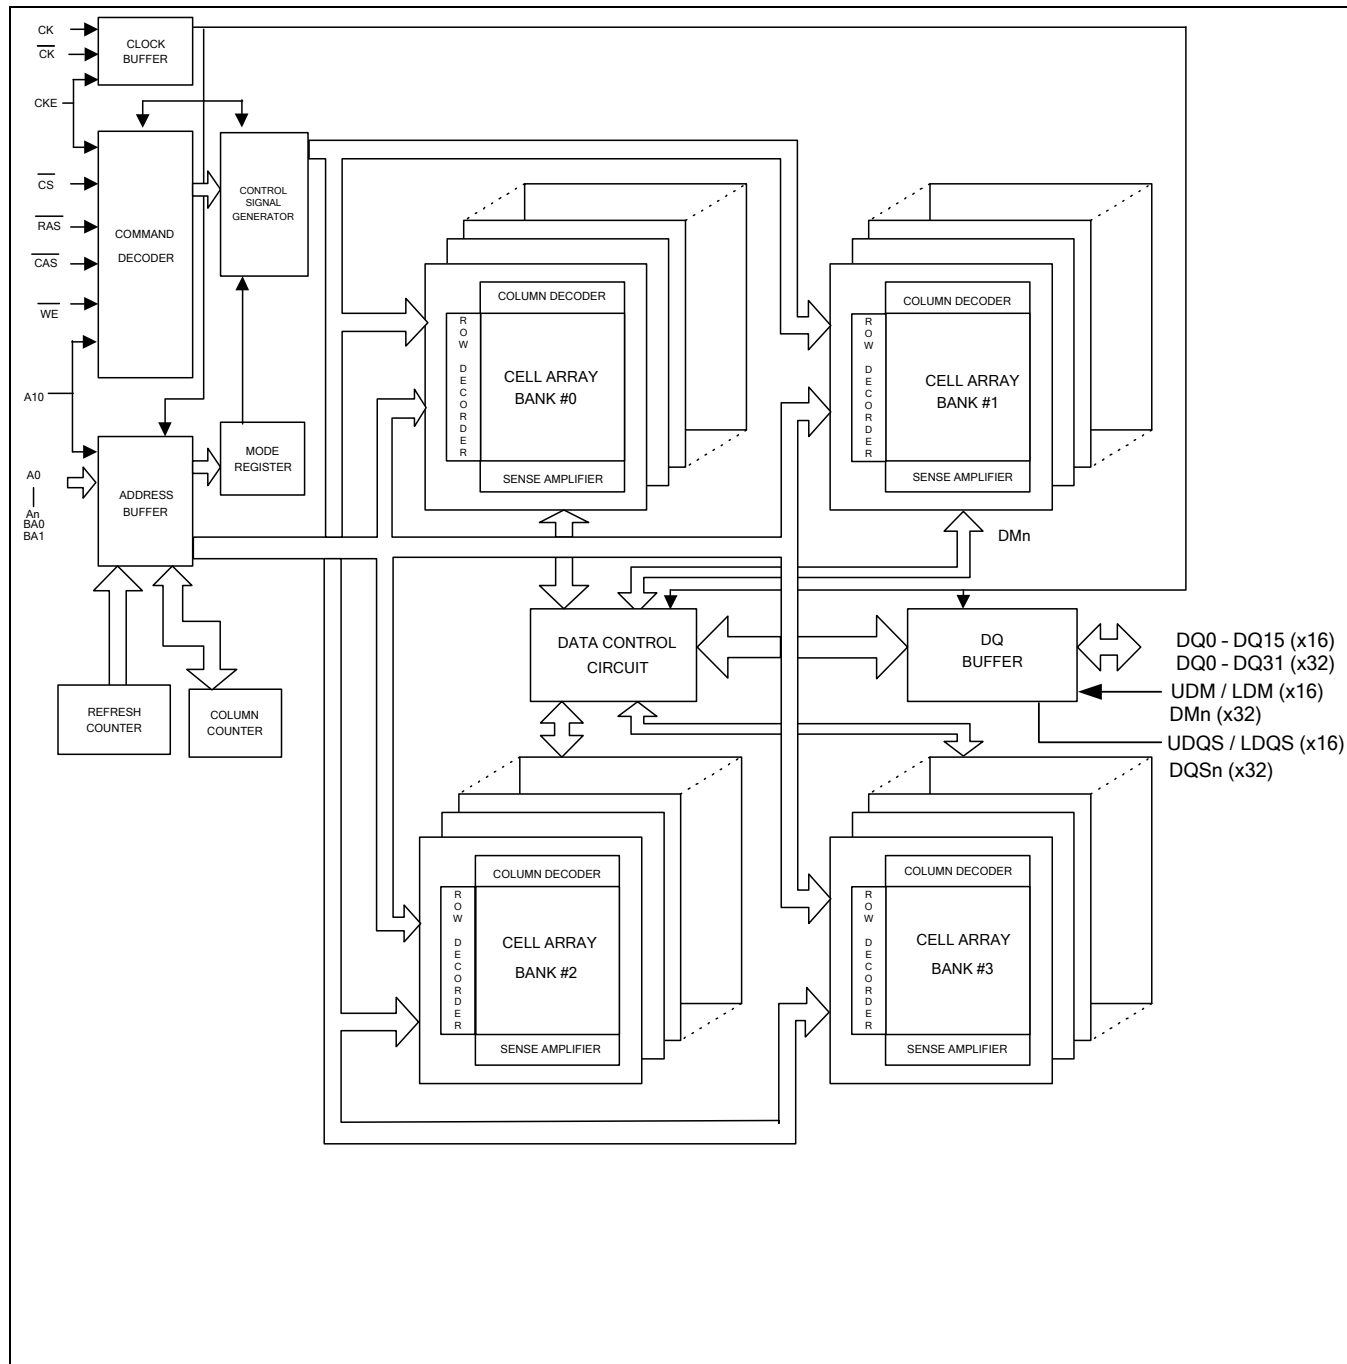 CK
CK
CKE
CS
RAS
CAS
WE
A10
A0
An
BA0
BA1
CLOCK
BUFFER
COMMAND
DECODER
CONTROL
SIGNAL
GENERATOR
MODE
REGISTER
ADDRESS
BUFFER
REFRESH
COUNTER
COLUMN
COUNTER
COLUMN DECODER
ROW DECORDER
CELL ARRAY
BANK #0
SENSE AMPLIFIER
COLUMN DECODER
ROW DECORDER
CELL ARRAY
BANK #1
SENSE AMPLIFIER
DMn
DATA CONTROL
CIRCUIT
DQ
BUFFER
DQ0 - DQ15 (x16)
DQ0 - DQ31 (x32)
UDM / LDM (x16)
DMn (x32)
UDQS / LDQS (x16)
DQSn (x32)
COLUMN DECODER
ROW DECORDER
CELL ARRAY
BANK #2
SENSE AMPLIFIER
COLUMN DECODER
ROW DECORDER
CELL ARRAY
BANK #3
SENSE AMPLIFIER